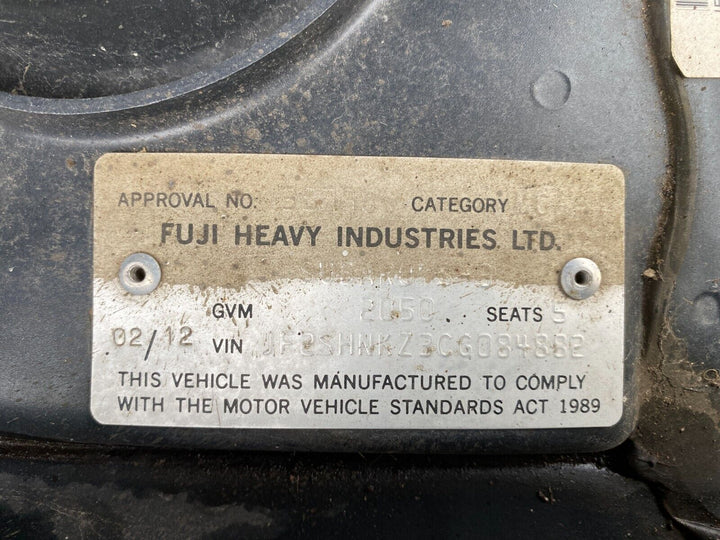 APPROVAL NO. CATEGORY
FUJI HEAVY INDUSTRIES LTD.
GVM 2050 SEATS 5
02/12 VIN
THIS VEHICLE WAS MANUFACTURED TO COMPLY
WITH THE MOTOR VEHICLE STANDARDS ACT 1989